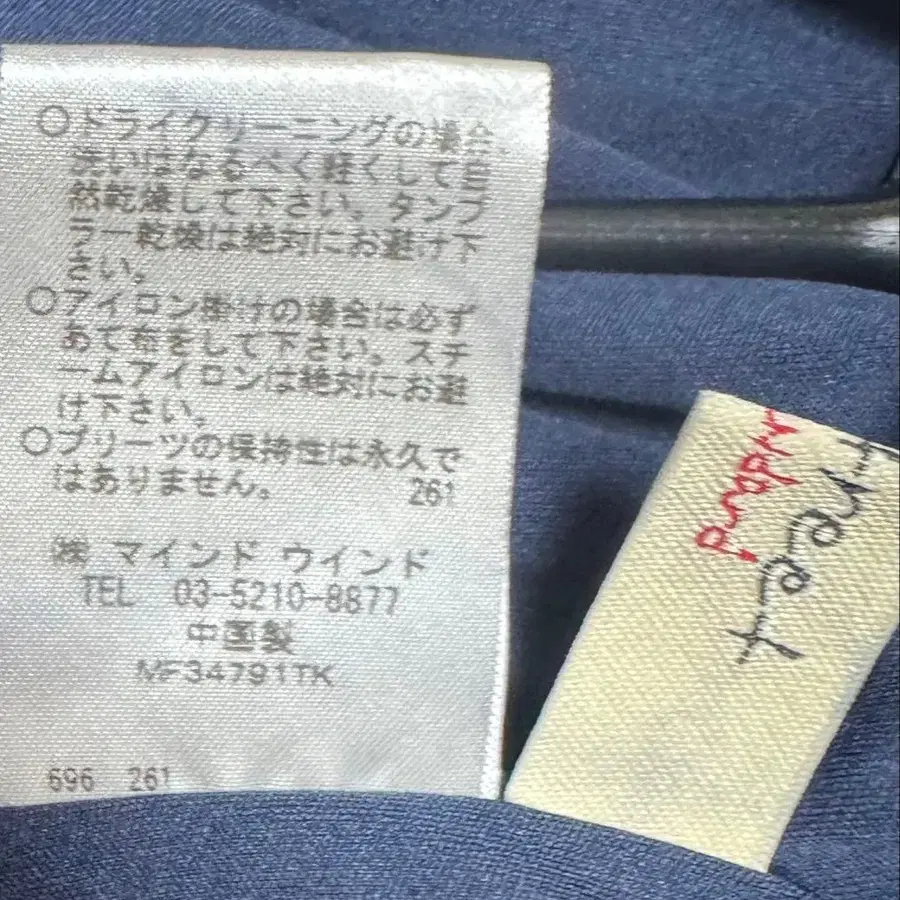 ○ドライクリーニングの場合、
洗いはなるべく軽くして自
然乾燥して下さい。タンブ
ラー乾燥は絶対にお避け下
さい。
○アイロン掛けの場合は必ず
あて布をして下さい。スチ
ームアイロンは絶対にお避
け下さい。
○プリーツの保持性は永久で
はありません。 261
㈱ マインド ウインド
TEL 03-5210-8877
中国製
MF34791TK
696 261